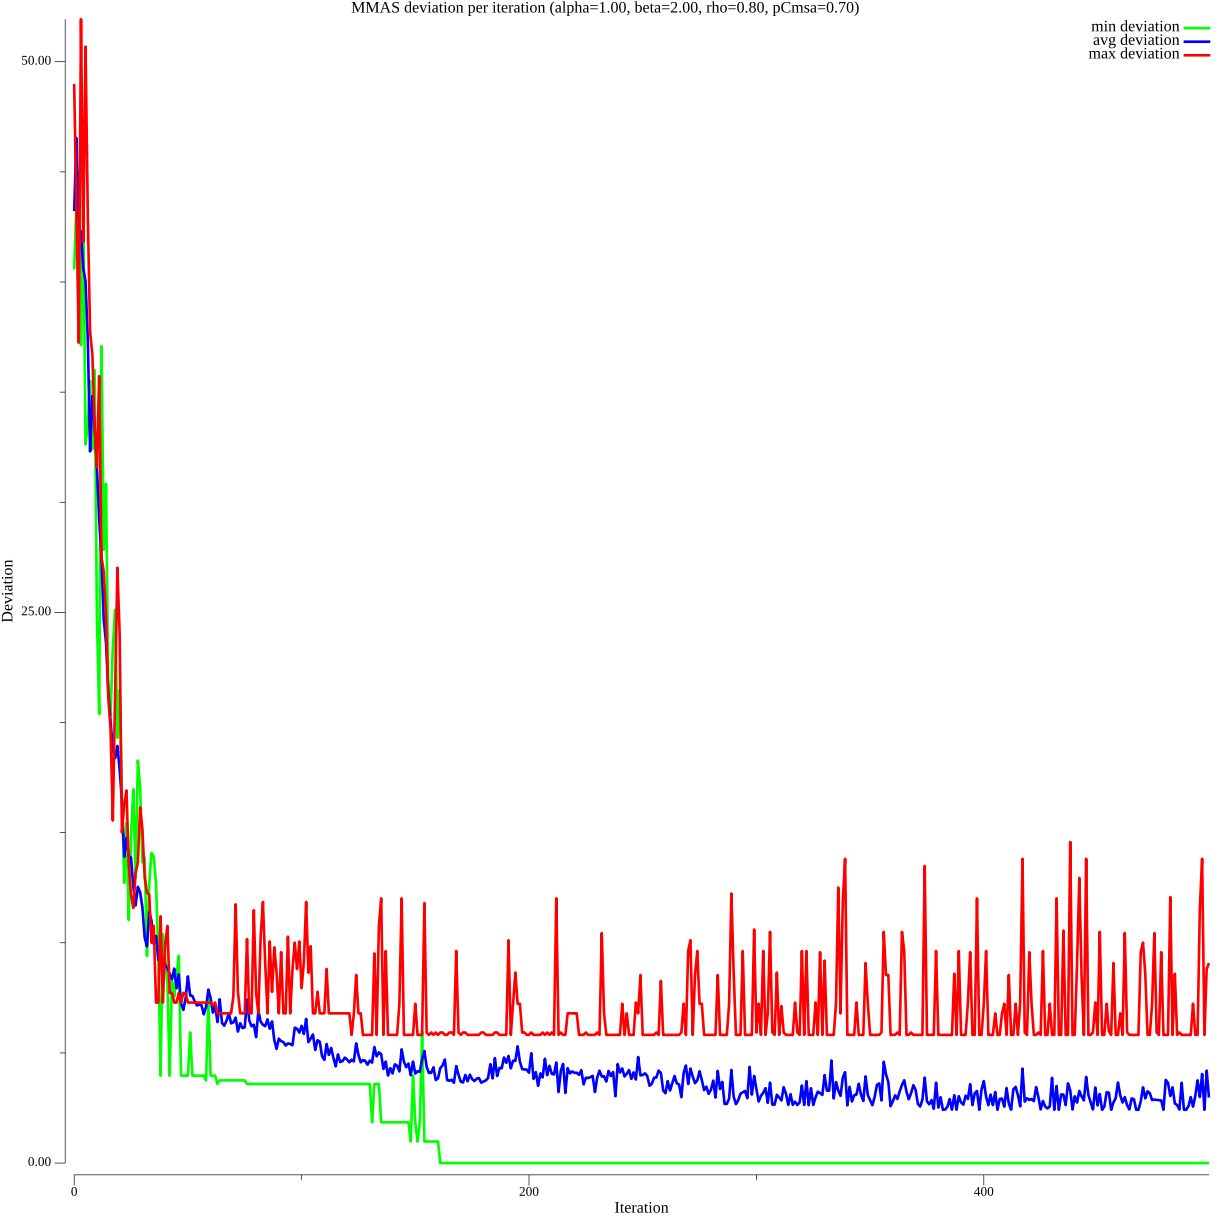 MMAS deviation per iteration (alpha=1.00, beta=2.00, rho=0.80, pCmsa=0.70)
min deviation
avg deviation
max deviation
50.00
25.00
0.00
Deviation
0
200
400
Iteration